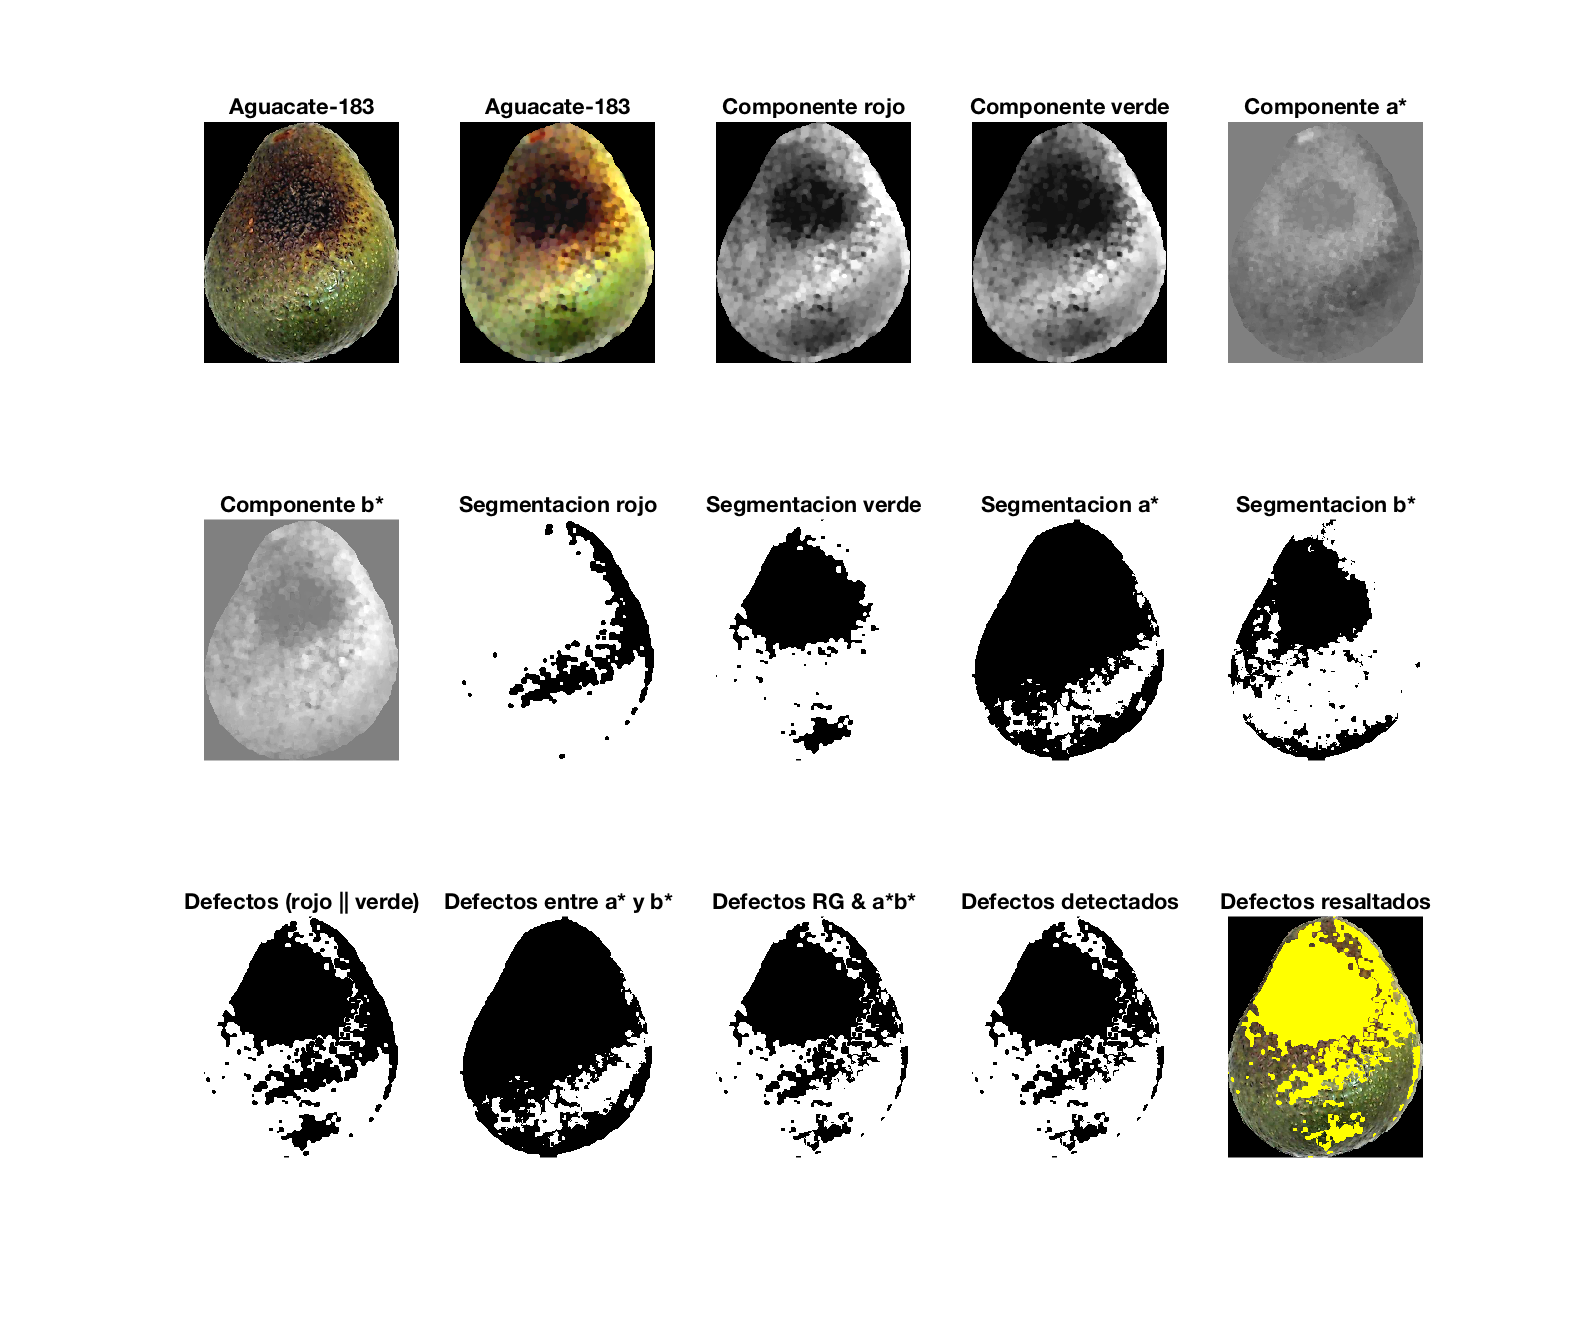 Aguacate-183
Aguacate-183
Componente rojo
Componente verde
Componente a*
Componente b*
Segmentacion rojo
Segmentacion verde
Segmentacion a*
Segmentacion b*
Defectos (rojo || verde)
Defectos entre a* y b*
Defectos RG & a*b*
Defectos detectados
Defectos resaltados